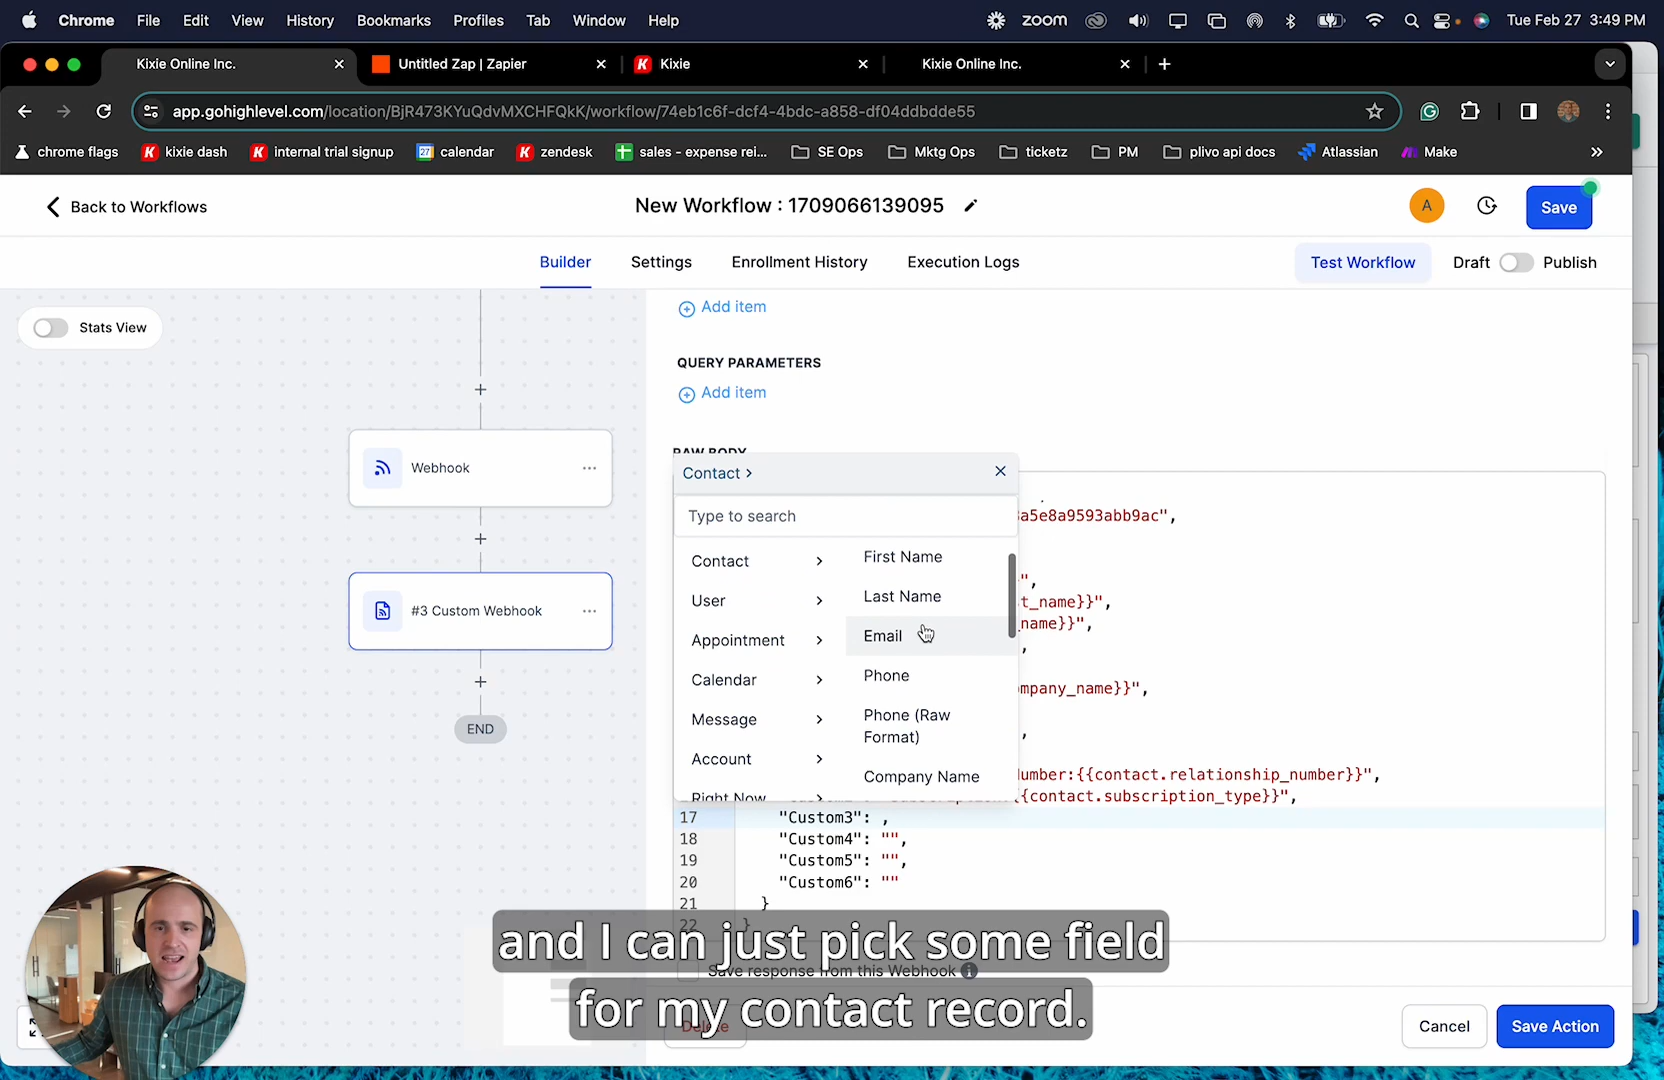 Chrome File Edit View History Bookmarks Profiles Tab Window Help zoom Tue Feb 27 3:49 PM
Kixie Online Inc. Untitled Zap | Zapier Kixie Kixie Online Inc.
app.gohighlevel.com/location/BjR473KYuQdvMXCHFQkK/workflow/74eb1c6f-dcf4-4bdc-a858-df04ddbdde55
chrome flags kixie dash internal trial signup calendar zendesk sales - expense rei... SE Ops Mktg Ops ticketz PM plivo api docs Atlassian Make
Back to Workflows New Workflow : 1709066139095 A Save
Builder Settings Enrollment History Execution Logs Test Workflow Draft Publish
Stats View
Add item
QUERY PARAMETERS
Add item
RAW BODY
Contact >
Type to search
a5e8a9593abb9ac",
Contact
User
Appointment
Calendar
Message
Account
Right Now
First Name
Last Name
Email
Phone
Phone (Raw
Format)
Company Name
",
t_name}}",
name}}",
,
mpany_name}}",
,
umber:{{contact.relationship_number}}",
{{contact.subscription_type}}",
17 "Custom3": ,
18 "Custom4": "",
19 "Custom5": "",
20 "Custom6": ""
21 }
22 }
Webhook
#3 Custom Webhook
END
Save response from this Webhook
and I can just pick some field
for my contact record.
Delete
Cancel Save Action